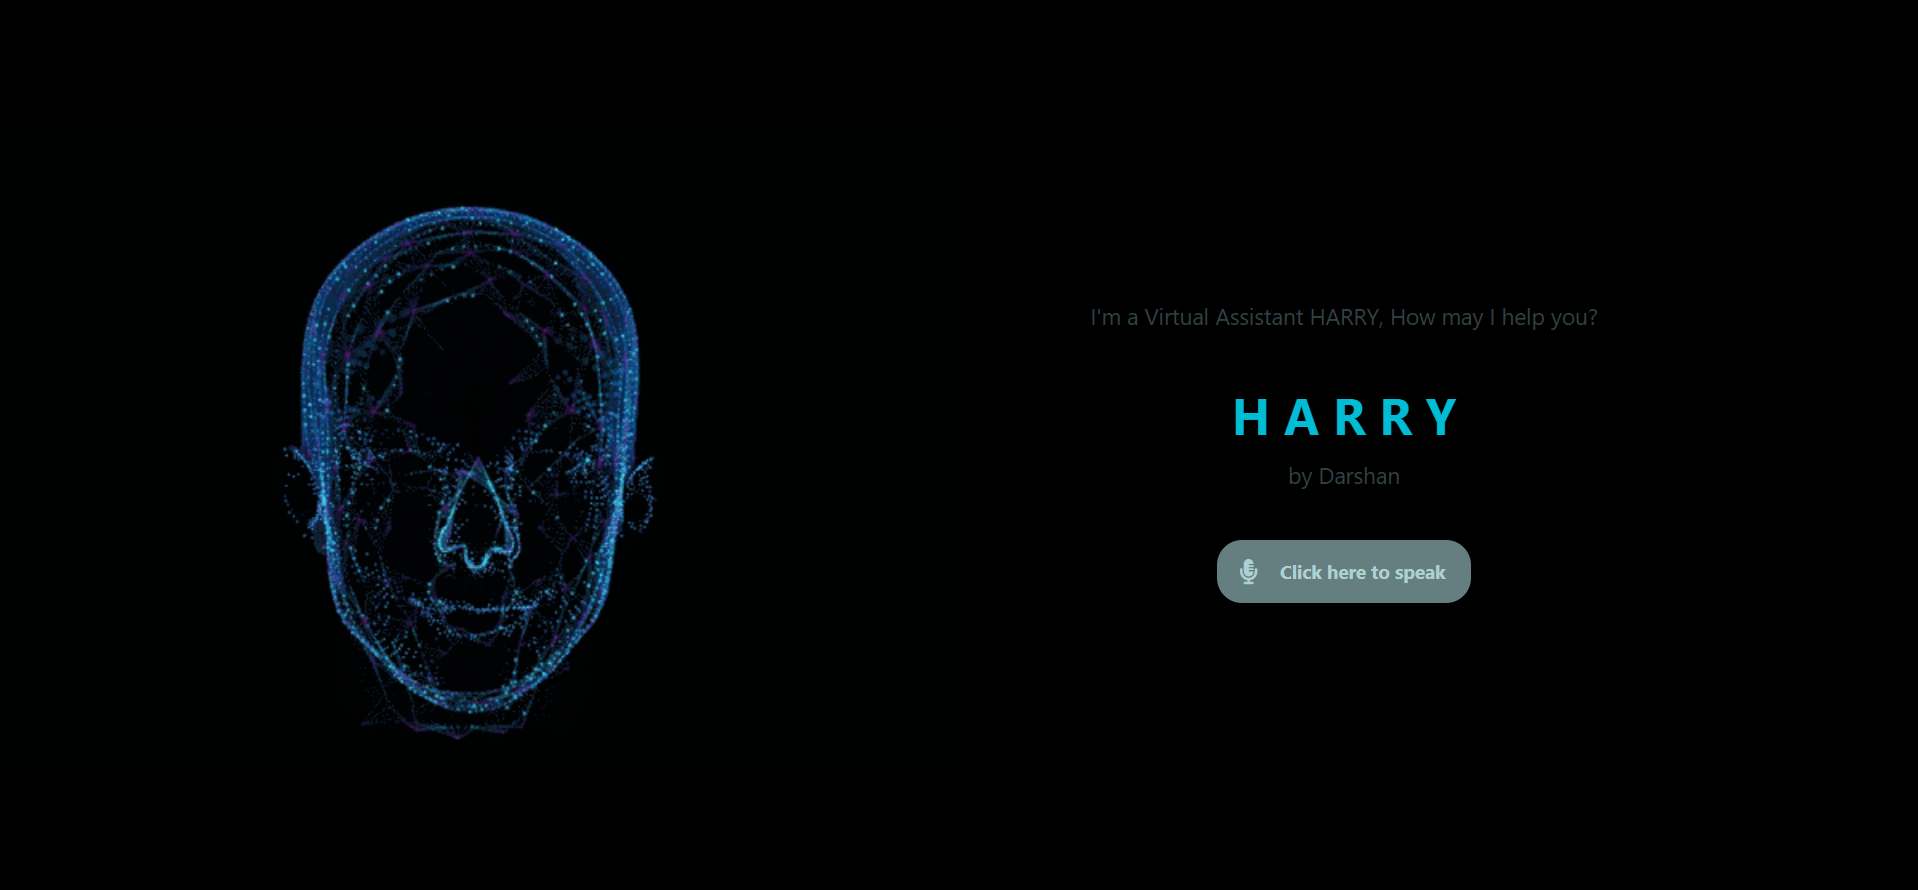 I'm a Virtual Assistant HARRY, How may I help you?
HARRY
by Darshan
Click here to speak